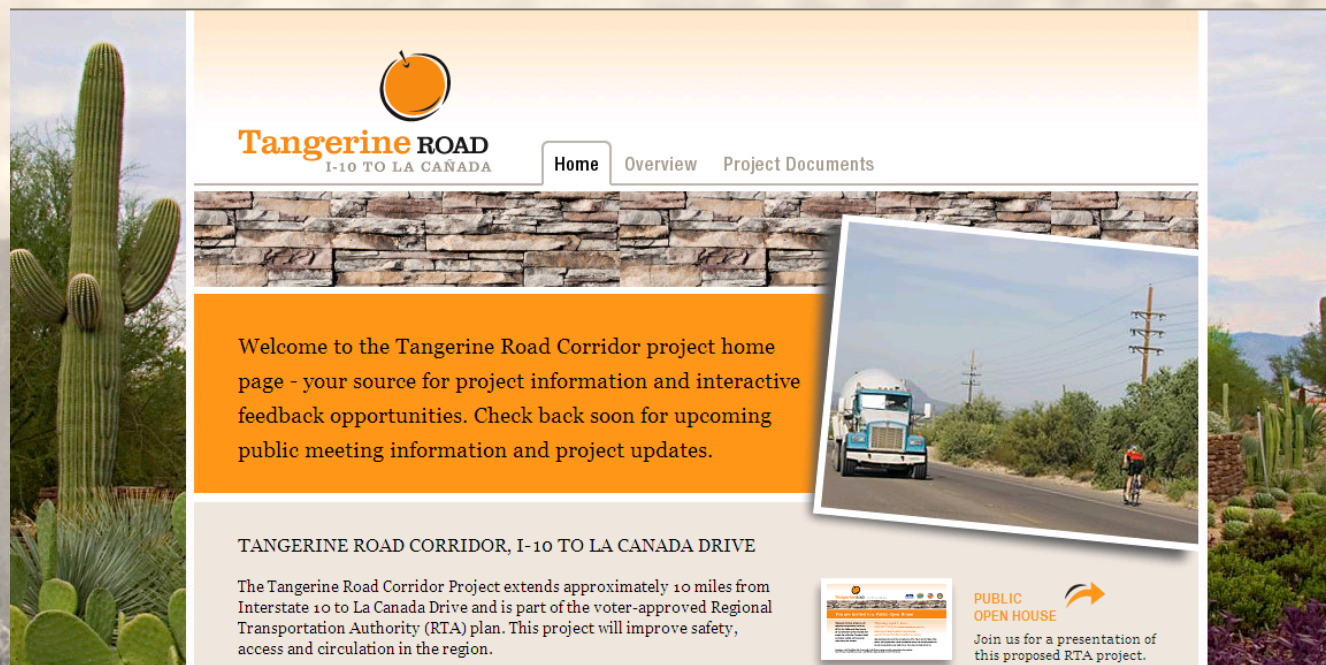 Tangerine ROAD
I-10 TO LA CAÑADA
Home Overview Project Documents
Welcome to the Tangerine Road Corridor project home
page - your source for project information and interactive
feedback opportunities. Check back soon for upcoming
public meeting information and project updates.
TANGERINE ROAD CORRIDOR, I-10 TO LA CANADA DRIVE
The Tangerine Road Corridor Project extends approximately 10 miles from
Interstate 10 to La Canada Drive and is part of the voter-approved Regional
Transportation Authority (RTA) plan. This project will improve safety,
access and circulation in the region.
Tangerine ROAD
PUBLIC
OPEN HOUSE
Join us for a presentation of
this proposed RTA project.